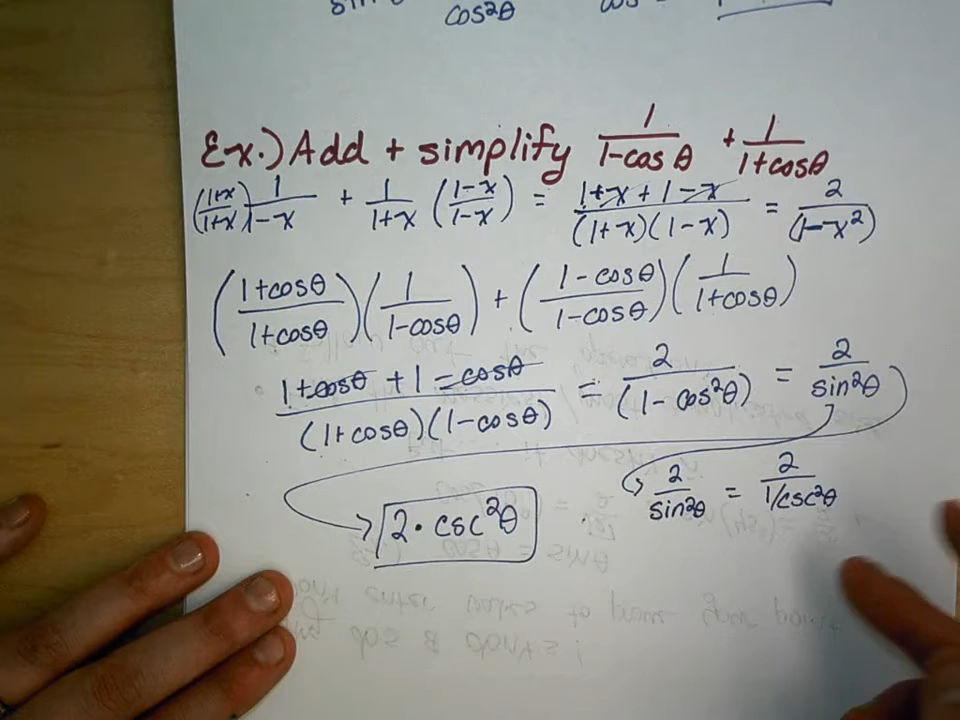 cos²θ
Ex.) Add + simplify 1/(1-cosθ) + 1/(1+cosθ)
((1+x)/(1+x)) 1/(1-x) + 1/(1+x) ((1-x)/(1-x)) = (1+x+1-x)/((1+x)(1-x)) = 2/(1-x²)
((1+cosθ)/(1+cosθ))(1/(1-cosθ)) + ((1-cosθ)/(1-cosθ))(1/(1+cosθ))
(1+cosθ+1-cosθ)/((1+cosθ)(1-cosθ)) = 2/(1-cos²θ) = 2/sin²θ
2/sin²θ = 2/(1/csc²θ)
2·csc²θ